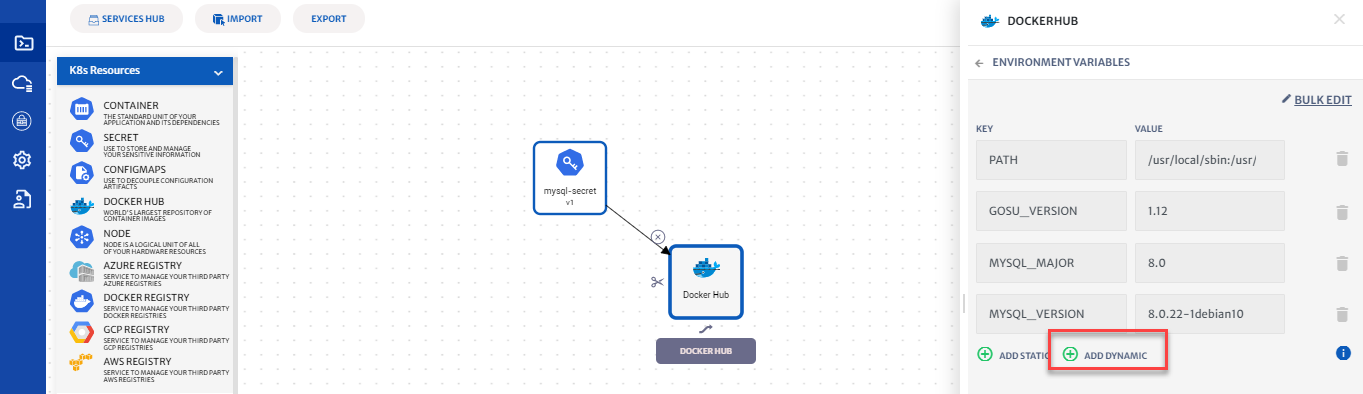 SERVICES HUB
IMPORT
EXPORT
K8s Resources
CONTAINER
THE STANDARD UNIT OF YOUR
APPLICATION AND ITS DEPENDENCIES
SECRET
USE TO STORE AND MANAGE
YOUR SENSITIVE INFORMATION
CONFIGMAPS
USE TO DECOUPLE CONFIGURATION
ARTIFACTS
DOCKER HUB
WORLD'S LARGEST REPOSITORY OF
CONTAINER IMAGES
NODE
NODE IS A LOGICAL UNIT OF ALL
OF YOUR HARDWARE RESOURCES
AZURE REGISTRY
SERVICE TO MANAGE YOUR THIRD PARTY
AZURE REGISTRIES
DOCKER REGISTRY
SERVICE TO MANAGE YOUR THIRD PARTY
DOCKER REGISTRIES
GCP REGISTRY
SERVICE TO MANAGE YOUR THIRD PARTY
GCP REGISTRIES
AWS REGISTRY
SERVICE TO MANAGE YOUR THIRD PARTY
AWS REGISTRIES
mysql-secret
v1
Docker Hub
DOCKER HUB
DOCKERHUB
ENVIRONMENT VARIABLES
BULK EDIT
KEY VALUE
PATH /usr/local/sbin:/usr/
GOSU_VERSION 1.12
MYSQL_MAJOR 8.0
MYSQL_VERSION 8.0.22-1debian10
ADD STATIC ADD DYNAMIC